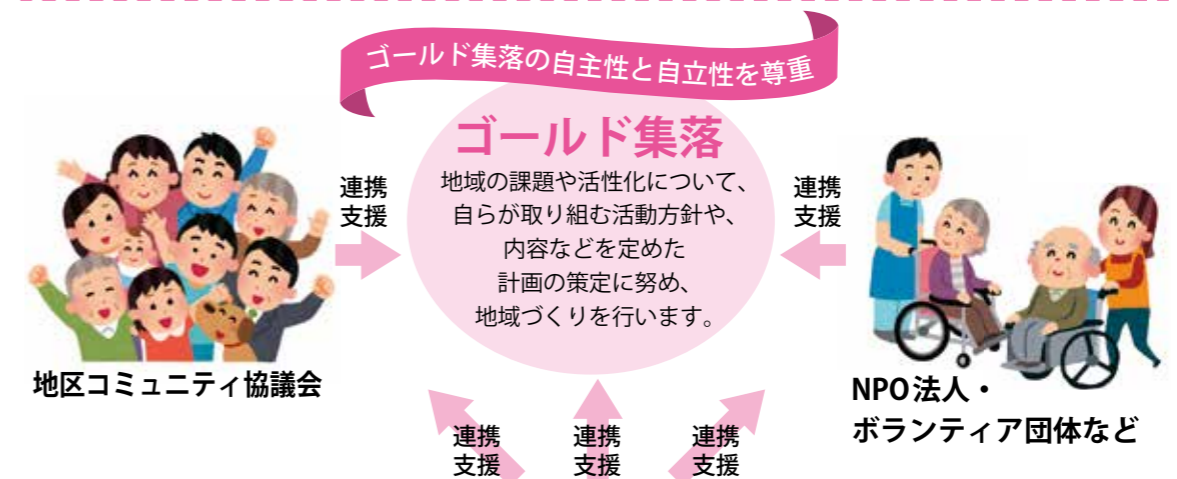 ゴールド集落の自主性と自立性を尊重
ゴールド集落
地域の課題や活性化について、
自らが取り組む活動方針や、
内容などを定めた
計画の策定に努め、
地域づくりを行います。
連携
支援
連携
支援
地区コミュニティ協議会
NPO法人・
ボランティア団体など
連携
支援
連携
支援
連携
支援